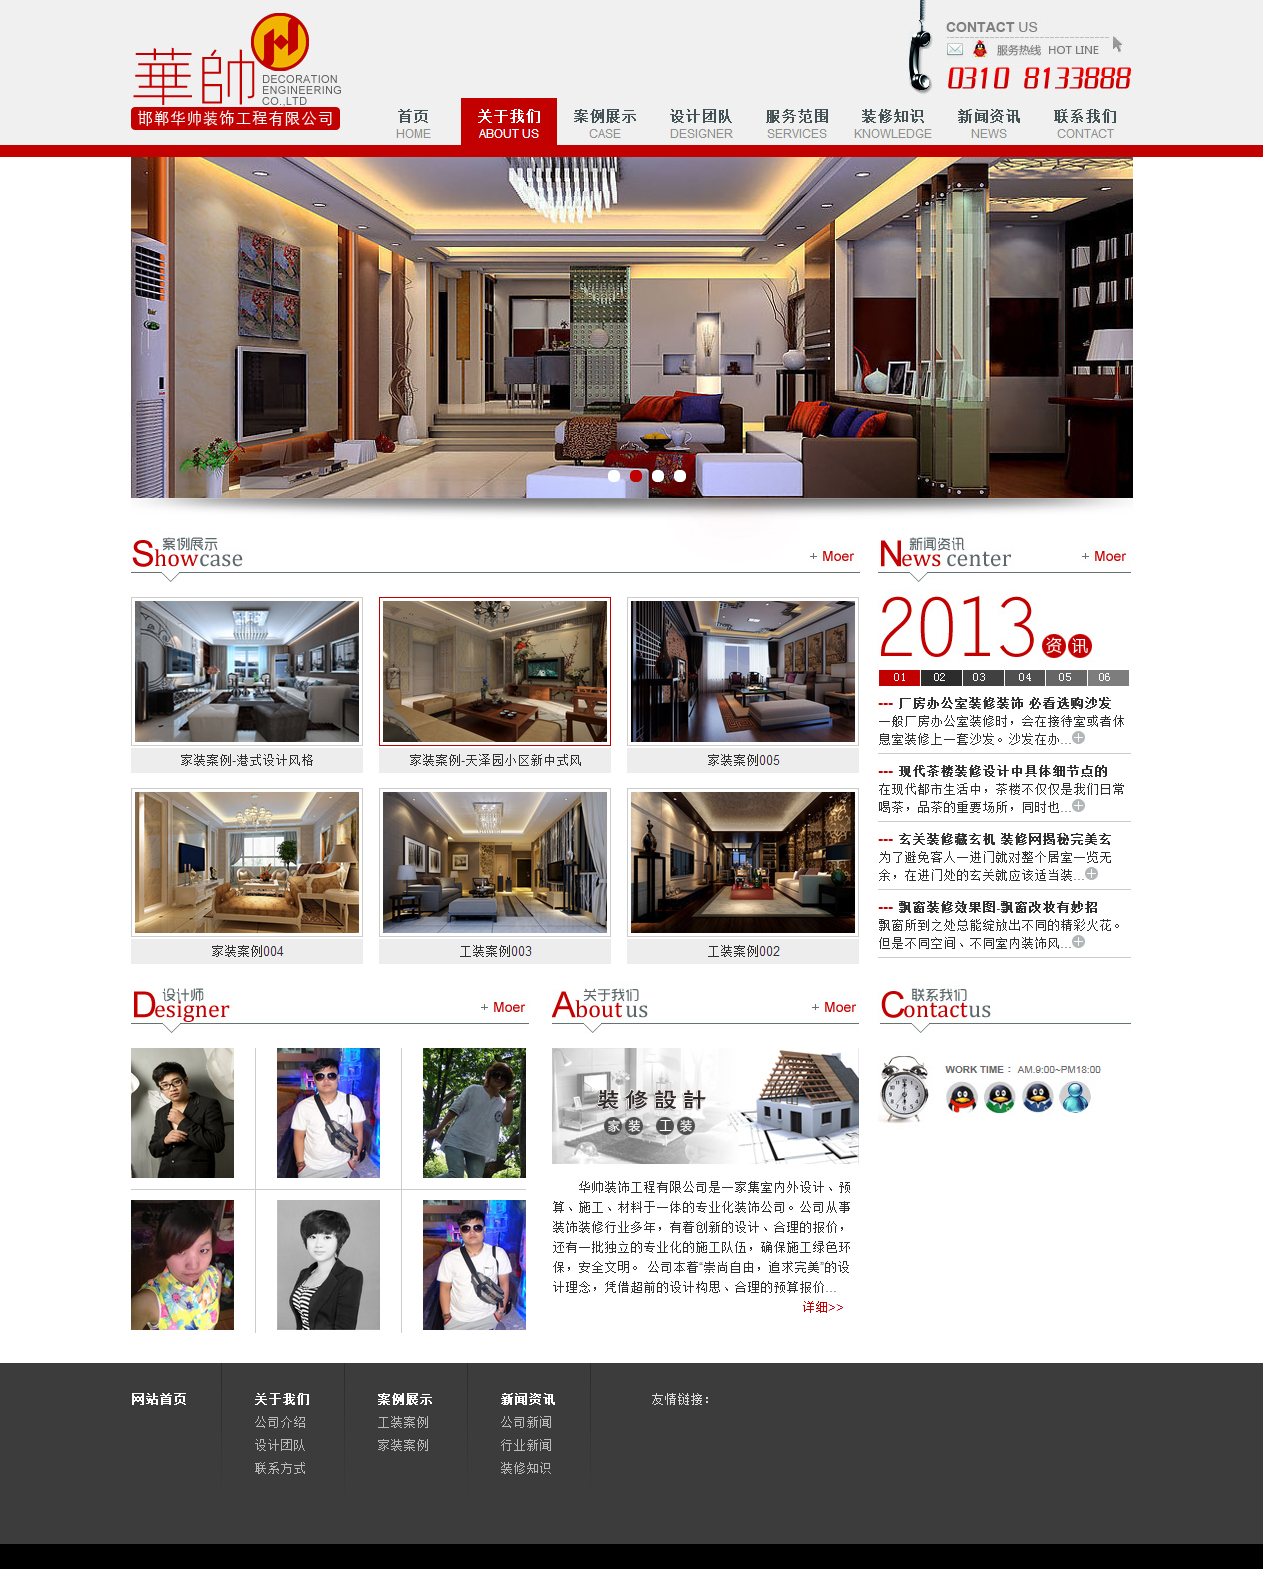 華帥
DECORATION
ENGINEERING
CO.,LTD
邯郸华帅装饰工程有限公司
CONTACT US
服务热线 HOT LINE
0310 8133888
首页 关于我们 案例展示 设计团队 服务范围 装修知识 新闻资讯 联系我们
HOME ABOUT US CASE DESIGNER SERVICES KNOWLEDGE NEWS CONTACT
案例展示
Showcase
+ Moer
家装案例-港式设计风格
家装案例-天泽园小区新中式风
家装案例005
家装案例004
工装案例003
工装案例002
新闻资讯
News center
+ Moer
2013 资讯
01 02 03 04 05 06
--- 厂房办公室装修装饰 必看选购沙发
一般厂房办公室装修时，会在接待室或者休
息室装修上一套沙发。沙发在办...
--- 现代茶楼装修设计中具体细节点的
在现代都市生活中，茶楼不仅仅是我们日常
喝茶，品茶的重要场所，同时也...
--- 玄关装修藏玄机 装修网揭秘完美玄
为了避免客人一进门就对整个居室一览无
余，在进门处的玄关就应该适当装...
--- 飘窗装修效果图-飘窗改妆有妙招
飘窗所到之处总能绽放出不同的精彩火花。
但是不同空间、不同室内装饰风...
设计师
Designer
+ Moer
关于我们
About us
+ Moer
装修设计
家装 工装
华帅装饰工程有限公司是一家集室内外设计、预
算、施工、材料于一体的专业化装饰公司。公司从事
装饰装修行业多年，有着创新的设计、合理的报价，
还有一批独立的专业化的施工队伍，确保施工绿色环
保，安全文明。 公司本着“崇尚自由，追求完美”的设
计理念，凭借超前的设计构思、合理的预算报价...
详细>>
联系我们
Contactus
WORK TIME： AM.9:00~PM18:00
网站首页
关于我们
公司介绍
设计团队
联系方式
案例展示
工装案例
家装案例
新闻资讯
公司新闻
行业新闻
装修知识
友情链接：